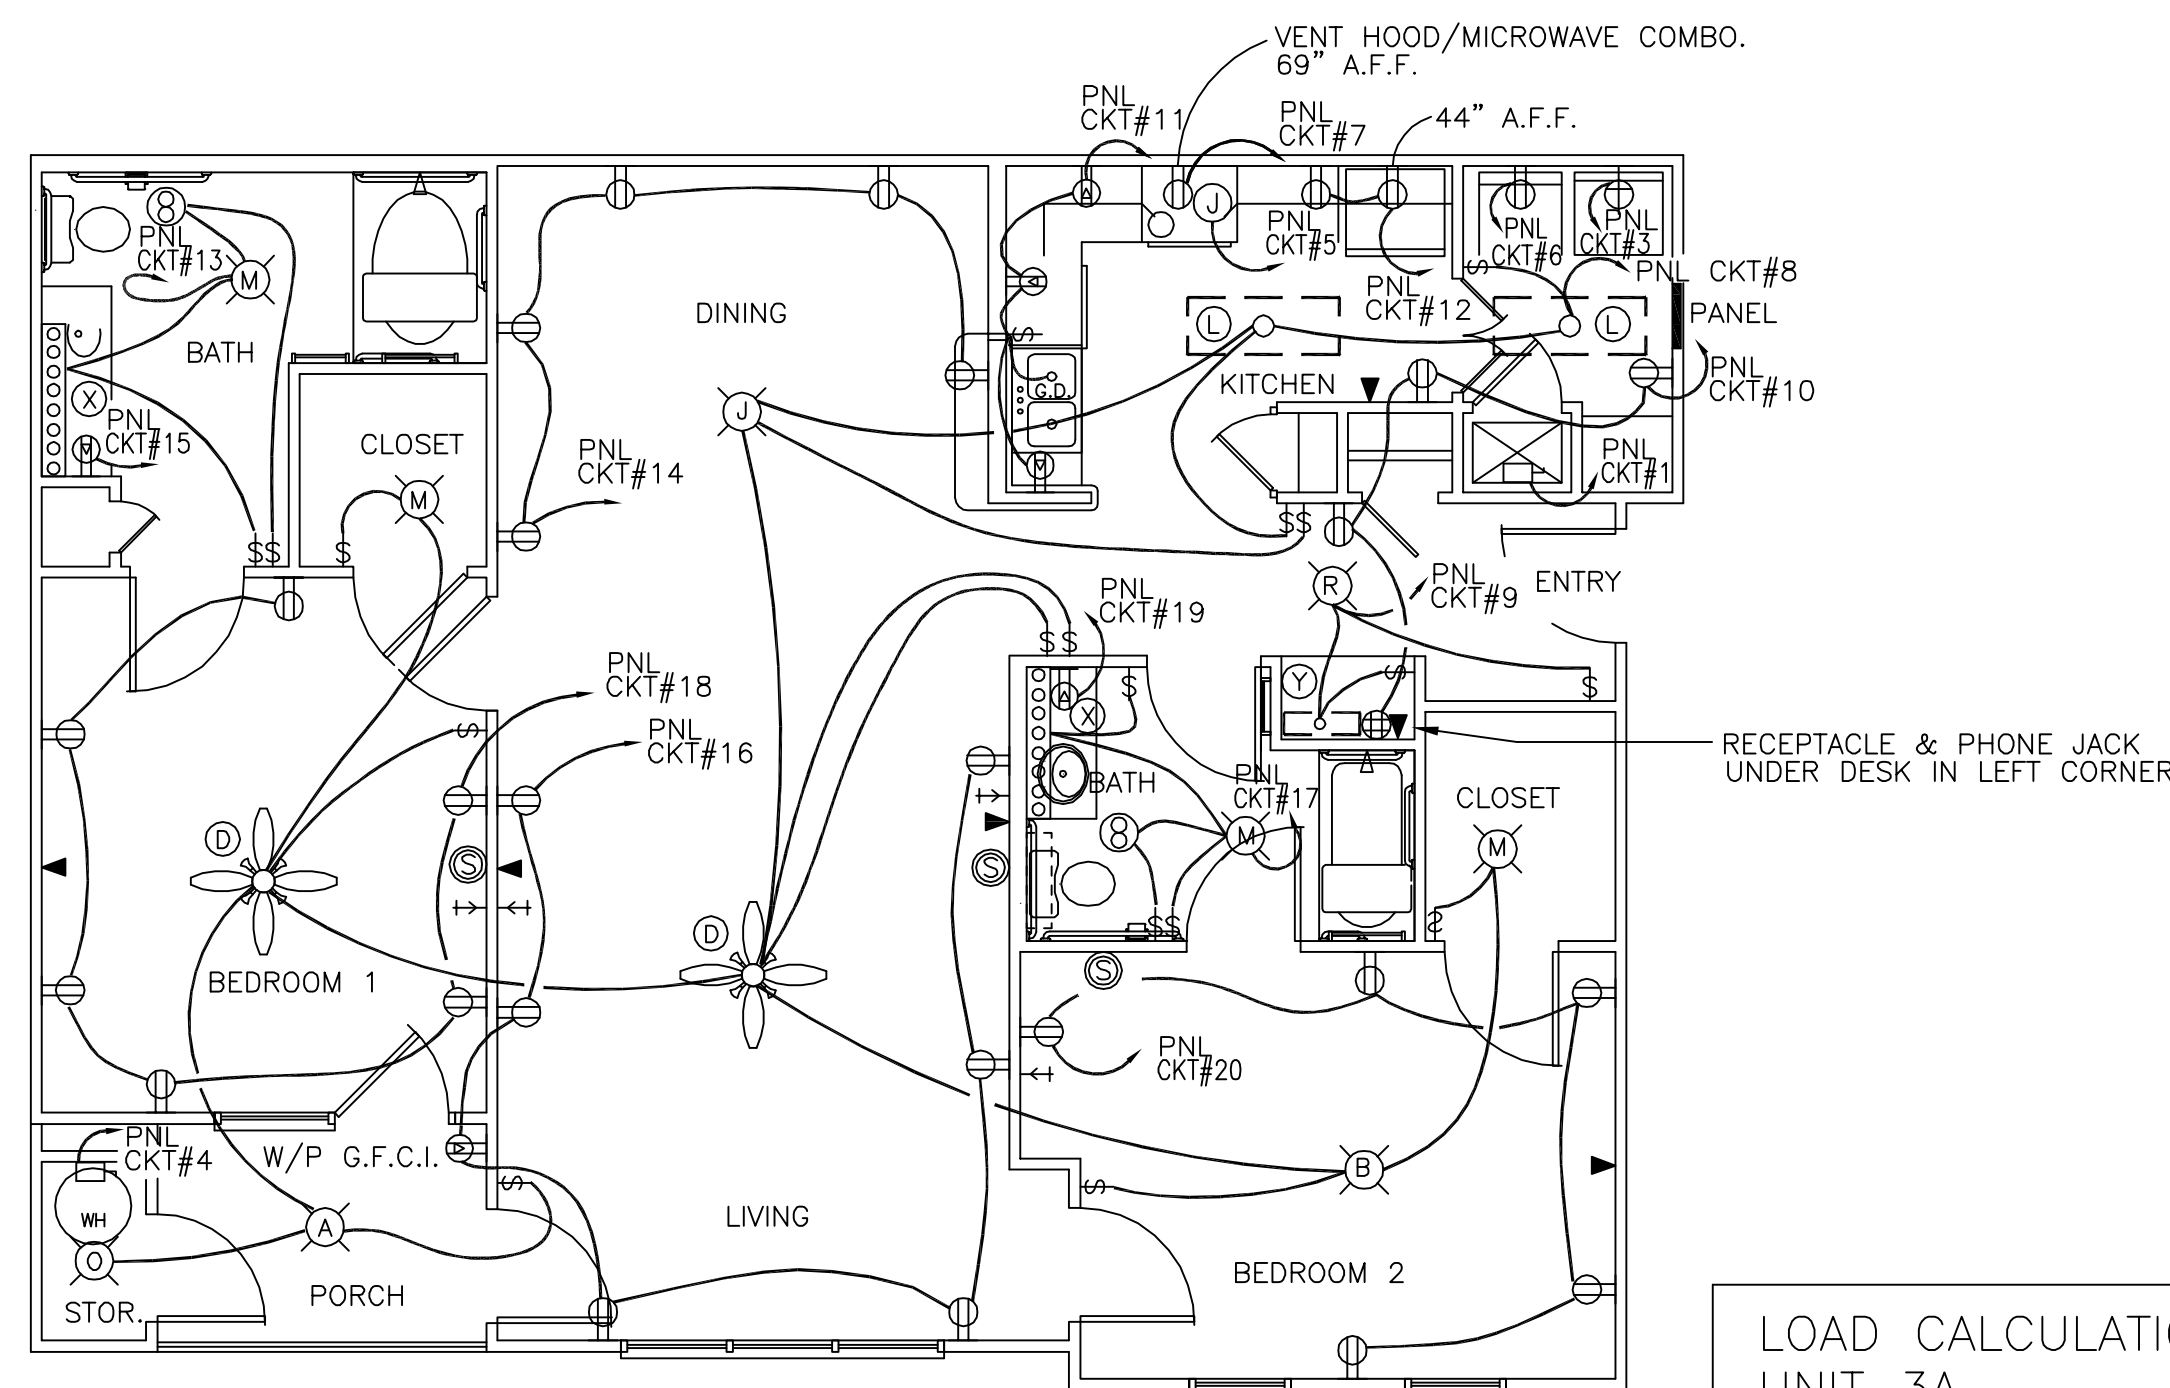 VENT HOOD/MICROWAVE COMBO.
69" A.F.F.
PNL
CKT#11
PNL
CKT#7
44" A.F.F.
PNL
CKT#13
M
J
PNL
CKT#5
PNL
CKT#6
PNL
CKT#3
PNL CKT#8
PNL
CKT#12
L
L
PANEL
DINING
BATH
KITCHEN
G.D.
PNL
CKT#10
X
J
PNL
CKT#15
CLOSET
M
PNL
CKT#14
PNL
CKT#1
$$
$
$$
R
PNL
CKT#9
ENTRY
PNL
CKT#19
$$
PNL
CKT#18
PNL
CKT#16
Y
$
$
$
$
X
RECEPTACLE & PHONE JACK
UNDER DESK IN LEFT CORNER
BATH
PNL
CKT#17
CLOSET
D
S
S
M
M
$$
$
D
BEDROOM 1
S
PNL
CKT#20
PNL
CKT#4
W/P G.F.C.I.
B
$
$
WH
A
O
LIVING
BEDROOM 2
PORCH
STOR.
LOAD CALCULATIO
UNIT 3A